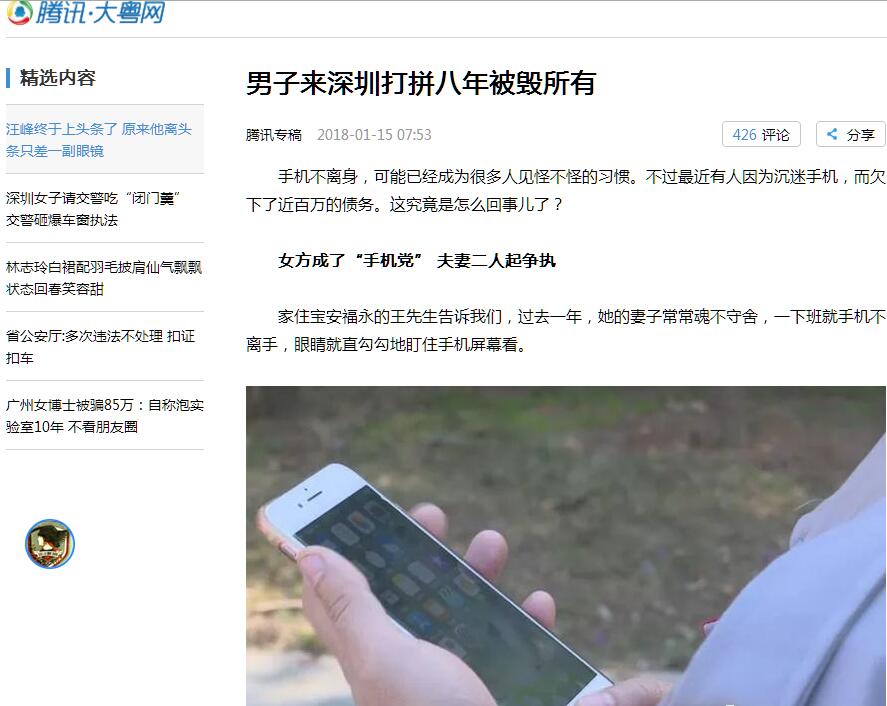 腾讯·大粤网
精选内容
汪峰终于上头条了 原来他离头
条只差一副眼镜
深圳女子请交警吃“闭门羹”
交警砸爆车窗执法
林志玲白裙配羽毛披肩仙气飘飘
状态回春笑容甜
省公安厅:多次违法不处理 扣证
扣车
广州女博士被骗85万：自称泡实
验室10年 不看朋友圈
男子来深圳打拼八年被毁所有
腾讯专稿 2018-01-15 07:53
426 评论 分享
手机不离身，可能已经成为很多人见怪不怪的习惯。不过最近有人因为沉迷手机，而欠
下了近百万的债务。这究竟是怎么回事儿了？
女方成了“手机党” 夫妻二人起争执
家住宝安福永的王先生告诉我们，过去一年，她的妻子常常魂不守舍，一下班就手机不
离手，眼睛就直勾勾地盯住手机屏幕看。